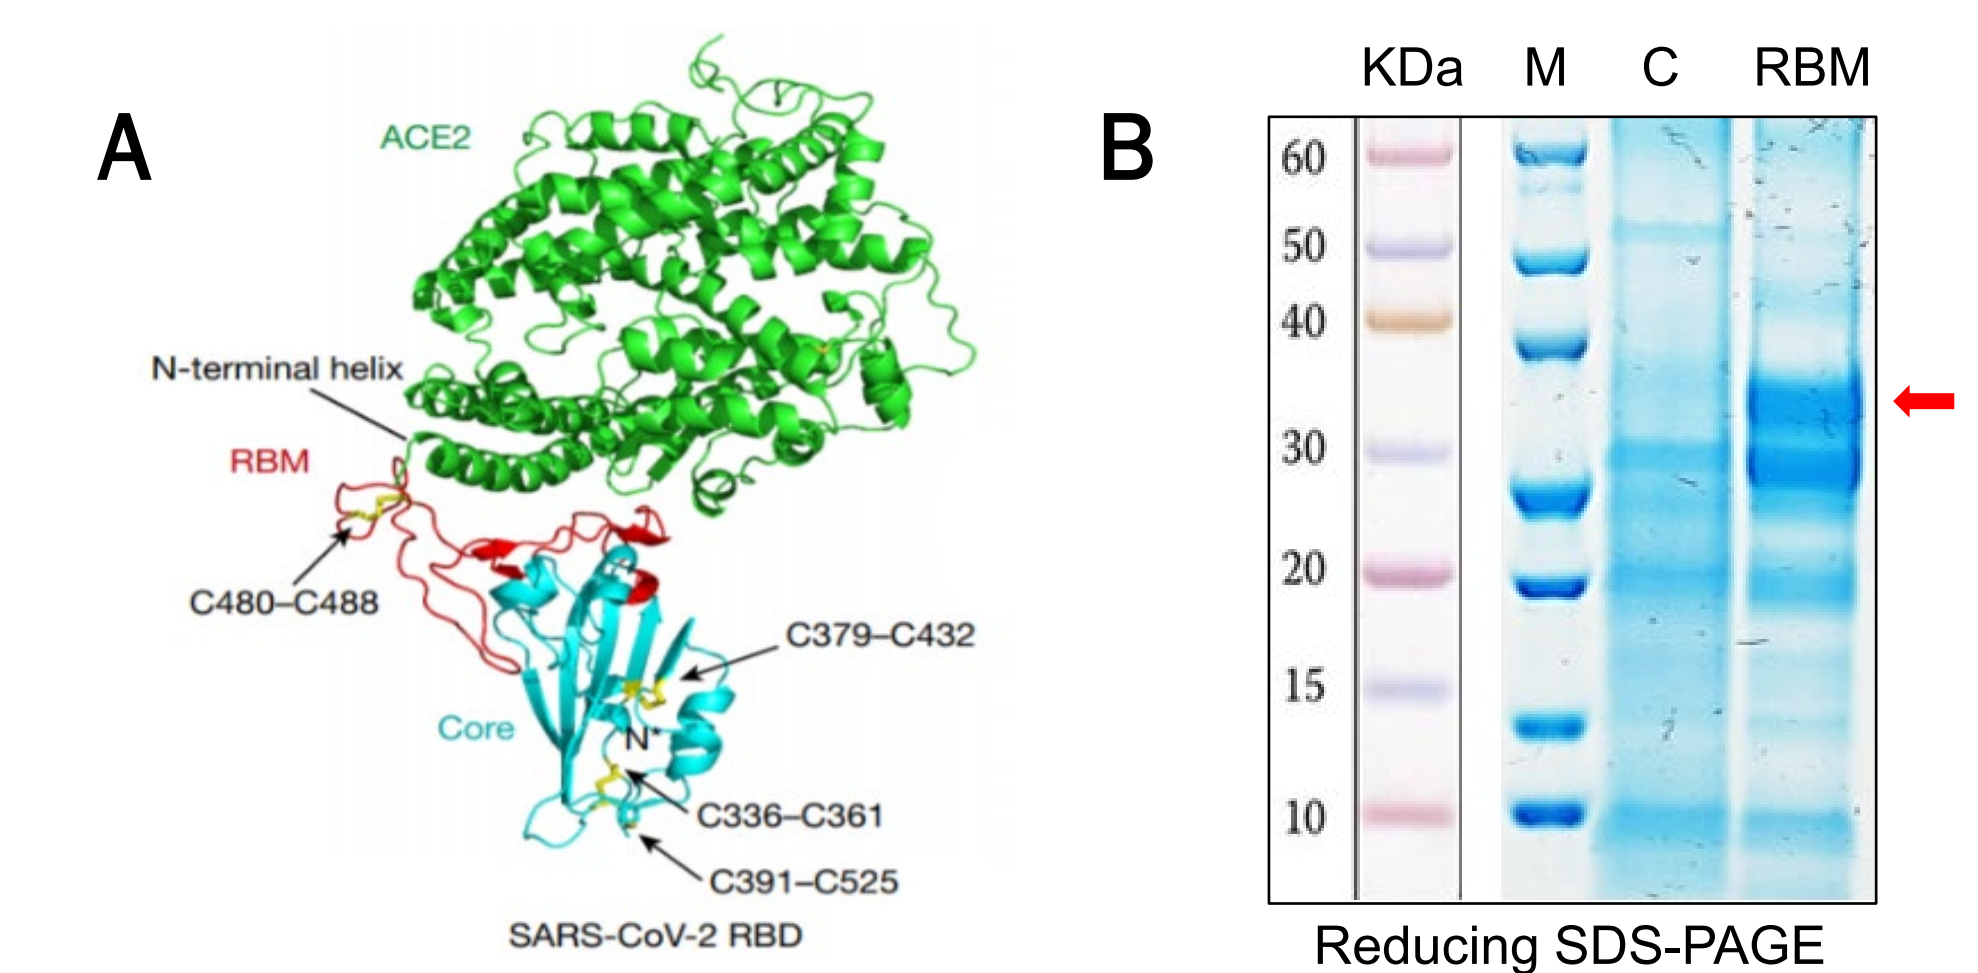 A
ACE2
N-terminal helix
RBM
C480–C488
C379–C432
Core
N*
C336–C361
C391–C525
SARS-CoV-2 RBD
B
KDa M C RBM
60
50
40
30
20
15
10
Reducing SDS-PAGE